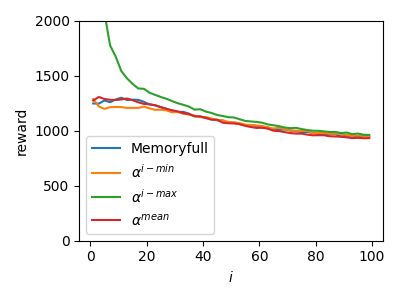 2000
1500
1000
500
0
reward
Memoryfull
α^{i−min}
α^{i−max}
α^{mean}
0 20 40 60 80 100
i